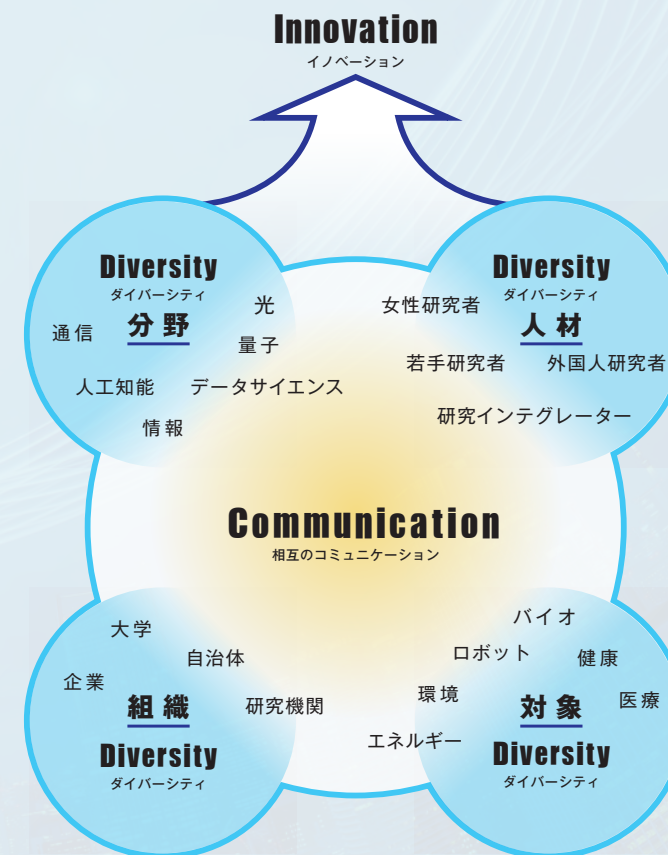 Innovation
イノベーション
Diversity
ダイバーシティ
分野
光
通信
量子
人工知能
データサイエンス
情報
Diversity
ダイバーシティ
人材
女性研究者
若手研究者
外国人研究者
研究インテグレーター
Communication
相互のコミュニケーション
大学
自治体
企業
研究機関
組織
Diversity
ダイバーシティ
バイオ
ロボット
健康
環境
医療
エネルギー
対象
Diversity
ダイバーシティ